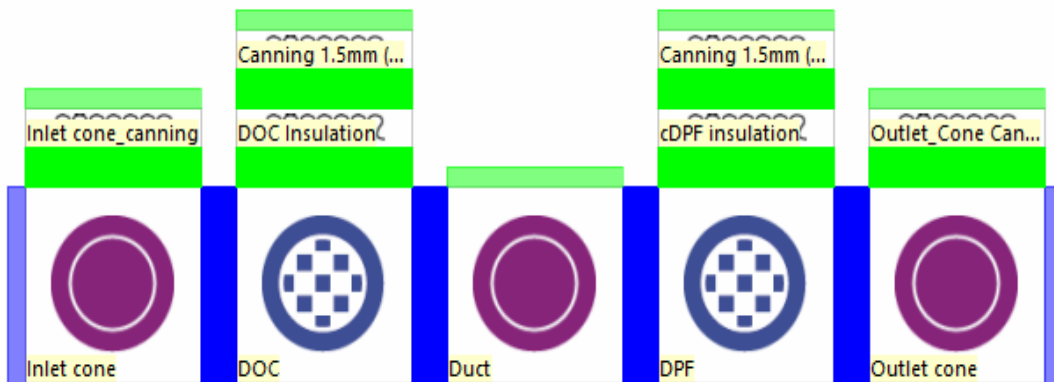 Canning 1.5mm (...
Canning 1.5mm (...
Inlet cone_canning
DOC Insulation
cDPF insulation
Outlet_Cone Can...
Inlet cone
DOC
Duct
DPF
Outlet cone